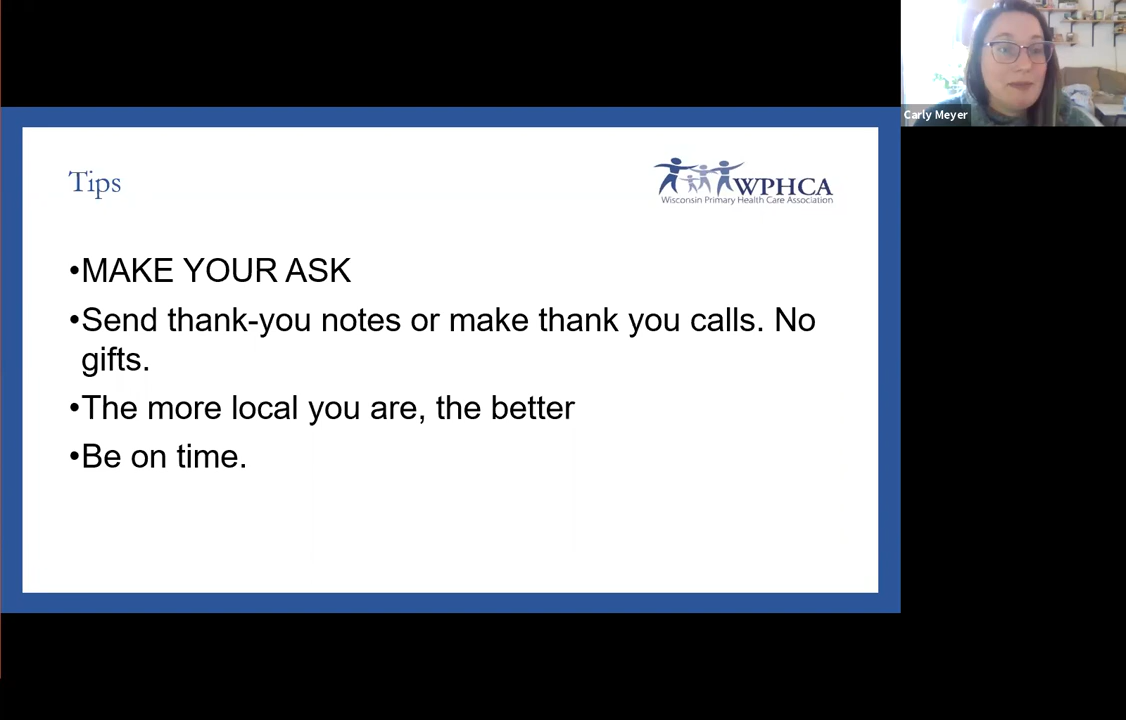 Carly Meyer
Tips
WPHCA
Wisconsin Primary Health Care Association
•MAKE YOUR ASK
•Send thank-you notes or make thank you calls. No
gifts.
•The more local you are, the better
•Be on time.